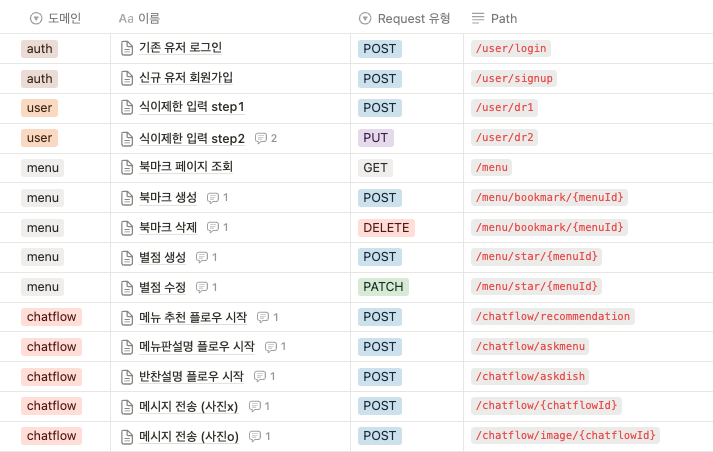 도메인 Aa 이름 Request 유형 Path
auth 기존 유저 로그인 POST /user/login
auth 신규 유저 회원가입 POST /user/signup
user 식이제한 입력 step1 POST /user/dr1
user 식이제한 입력 step2 2 PUT /user/dr2
menu 북마크 페이지 조회 GET /menu
menu 북마크 생성 1 POST /menu/bookmark/{menuId}
menu 북마크 삭제 1 DELETE /menu/bookmark/{menuId}
menu 별점 생성 1 POST /menu/star/{menuId}
menu 별점 수정 1 PATCH /menu/star/{menuId}
chatflow 메뉴 추천 플로우 시작 1 POST /chatflow/recommendation
chatflow 메뉴판설명 플로우 시작 1 POST /chatflow/askmenu
chatflow 반찬설명 플로우 시작 1 POST /chatflow/askdish
chatflow 메시지 전송 (사진x) 1 POST /chatflow/{chatflowId}
chatflow 메시지 전송 (사진o) 1 POST /chatflow/image/{chatflowId}